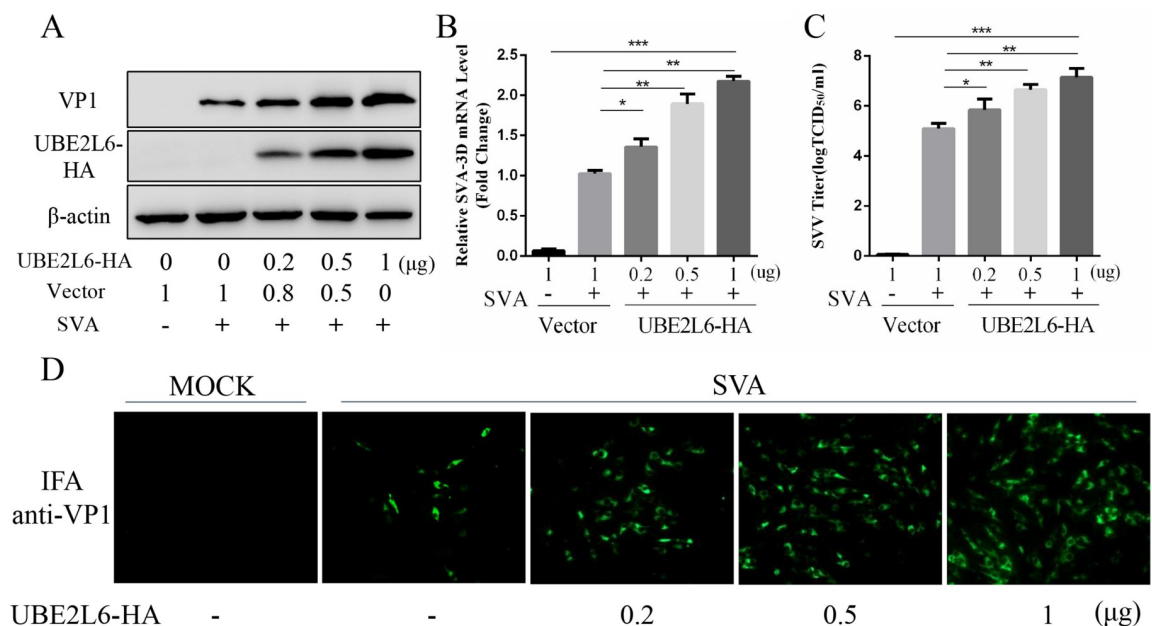 A
VP1
UBE2L6-
HA
β-actin
UBE2L6-HA 0 0 0.2 0.5 1 (μg)
Vector 1 1 0.8 0.5 0
SVA - + + + +
B
Relative SVA-3D mRNA Level
(Fold Change)
2.5
2.0
1.5
1.0
0.5
0.0
***
**
**
*
1 1 0.2 0.5 1 (ug)
SVA - + + + +
Vector UBE2L6-HA
C
SVV Titer(logTCID50/ml)
8
6
4
2
0
***
**
**
*
1 1 0.2 0.5 1 (ug)
SVA - + + + +
Vector UBE2L6-HA
D
MOCK SVA
IFA
anti-VP1
UBE2L6-HA - - 0.2 0.5 1 (μg)